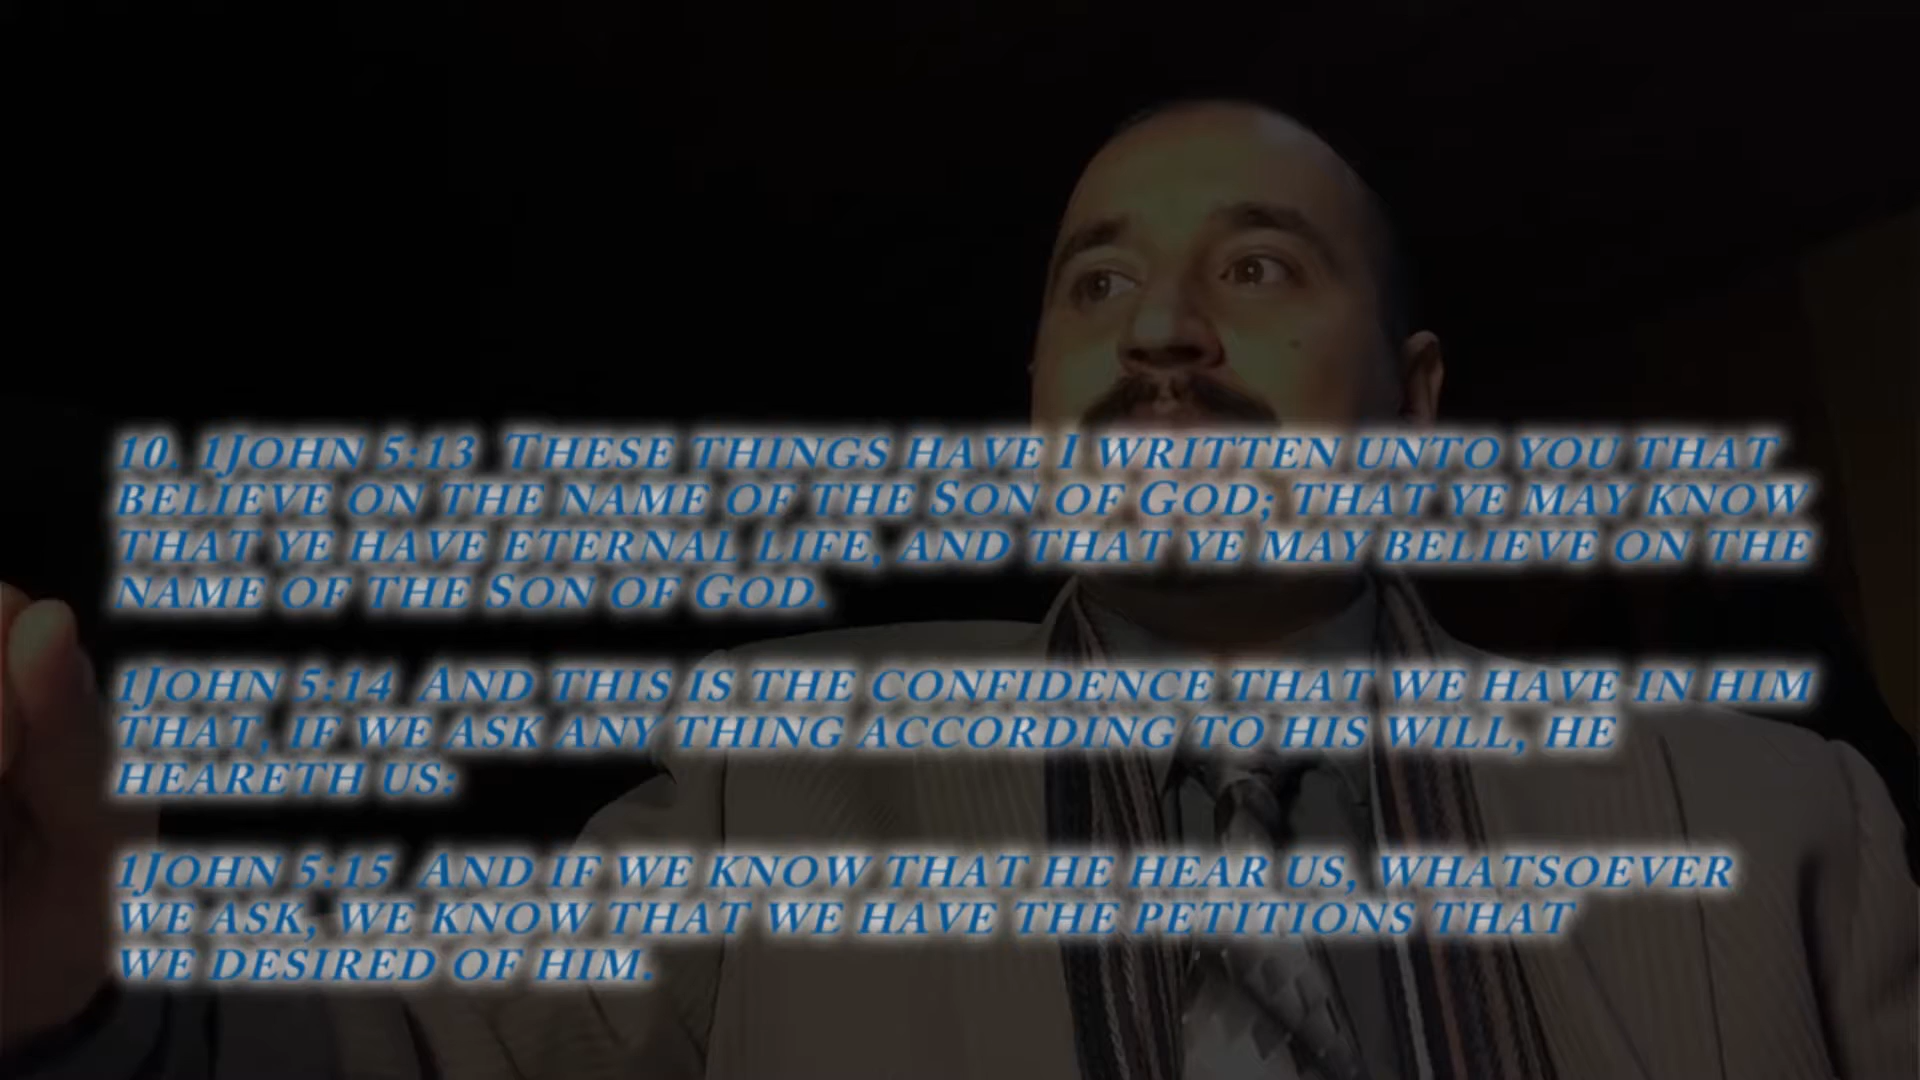 10. 1John 5:13 These things have I written unto you that
believe on the name of the Son of God; that ye may know
that ye have eternal life, and that ye may believe on the
name of the Son of God.
1John 5:14 And this is the confidence that we have in him
that, if we ask any thing according to his will, he
heareth us:
1John 5:15 And if we know that he hear us, whatsoever
we ask, we know that we have the petitions that
we desired of him.